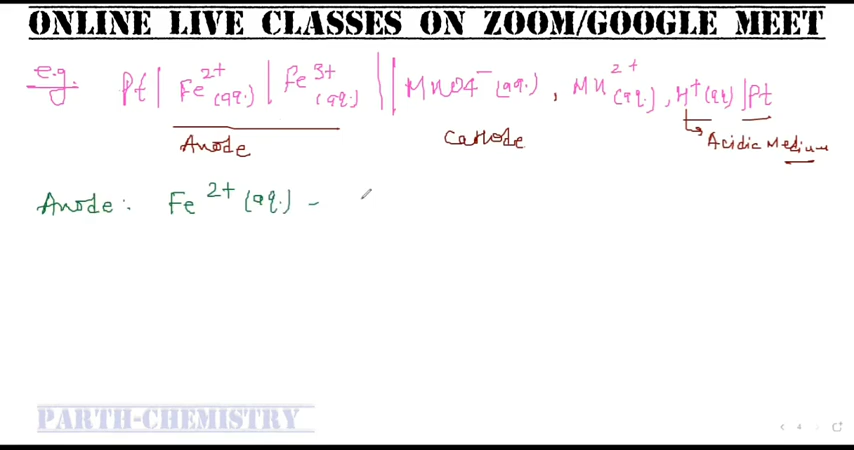 ONLINE LIVE CLASSES ON ZOOM/GOOGLE MEET
e.g. Pt | Fe²⁺(aq.) | Fe³⁺(aq.) || MnO4⁻(aq.), Mn²⁺(aq.), H⁺(aq) | Pt
Anode Cathode → Acidic Medium
Anode: Fe²⁺(aq.) -
PARTH-CHEMISTRY
4